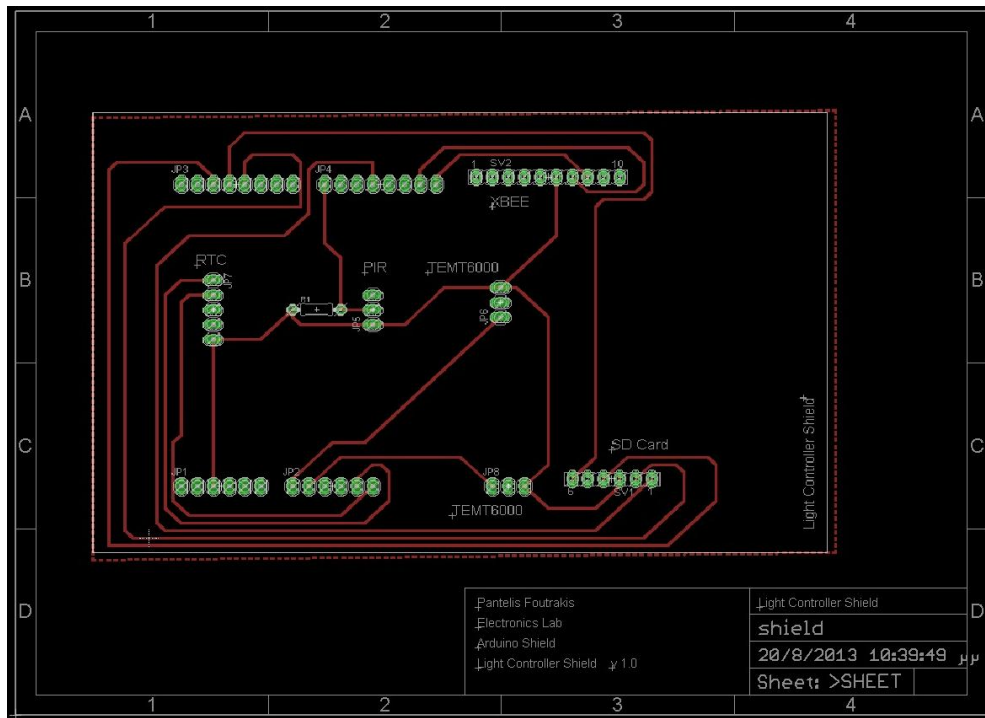 1 2 3 4
A A
JP3 JP4 1 SV2 10
XBEE
B B
RTC PIR TEMT6000
JP7
R1
JP5
JP6
Light Controller Shield
C C
SD Card
JP1 JP2 JP8
6 SV1 1
TEMT6000
D D
Pantelis Foutrakis
Electronics Lab
Arduino Shield
Light Controller Shield v 1.0
Light Controller Shield
shield
20/8/2013 10:39:49 μμ
Sheet: >SHEET
1 2 3 4